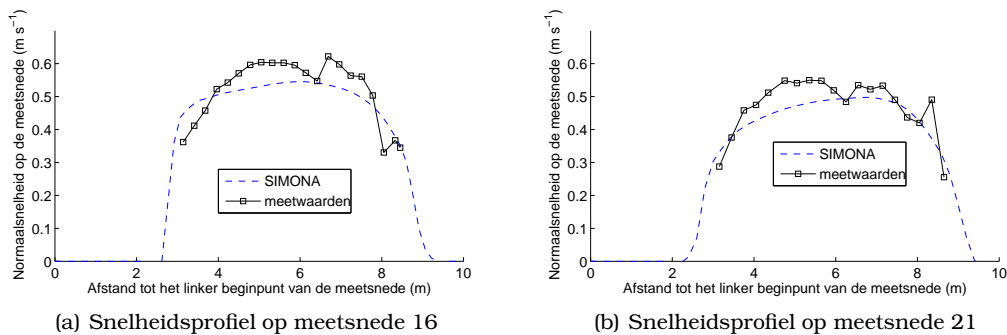 Normaalsnelheid op de meetsnede (m s⁻¹)
0.6
0.5
0.4
0.3
0.2
0.1
0
SIMONA
meetwaarden
0 2 4 6 8 10
Afstand tot het linker beginpunt van de meetsnede (m)
(a) Snelheidsprofiel op meetsnede 16
Normaalsnelheid op de meetsnede (m s⁻¹)
0.6
0.5
0.4
0.3
0.2
0.1
0
SIMONA
meetwaarden
0 2 4 6 8 10
Afstand tot het linker beginpunt van de meetsnede (m)
(b) Snelheidsprofiel op meetsnede 21